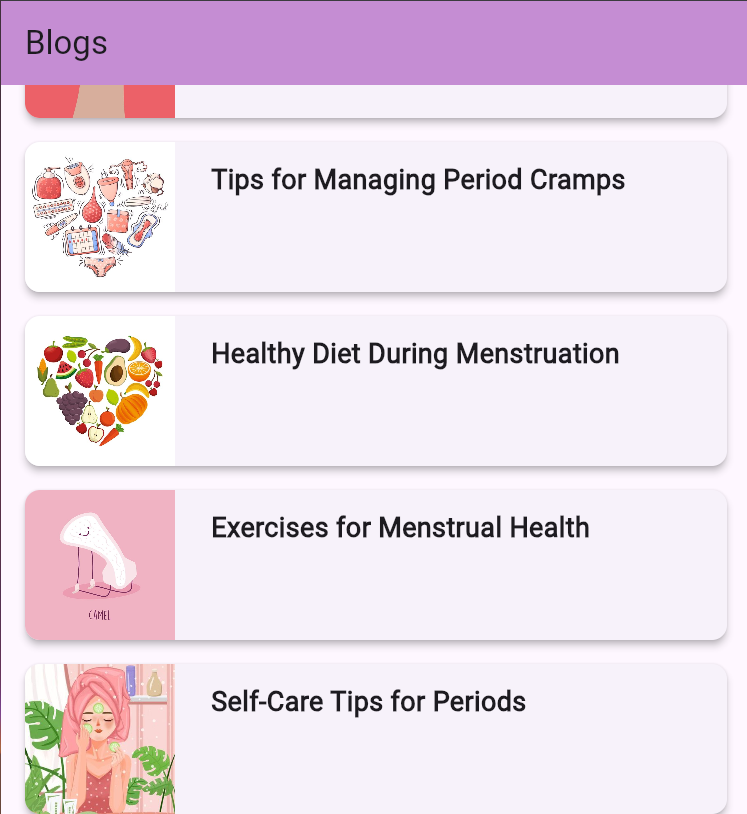 Blogs
Tips for Managing Period Cramps
Healthy Diet During Menstruation
Exercises for Menstrual Health
CAMEL
Self-Care Tips for Periods